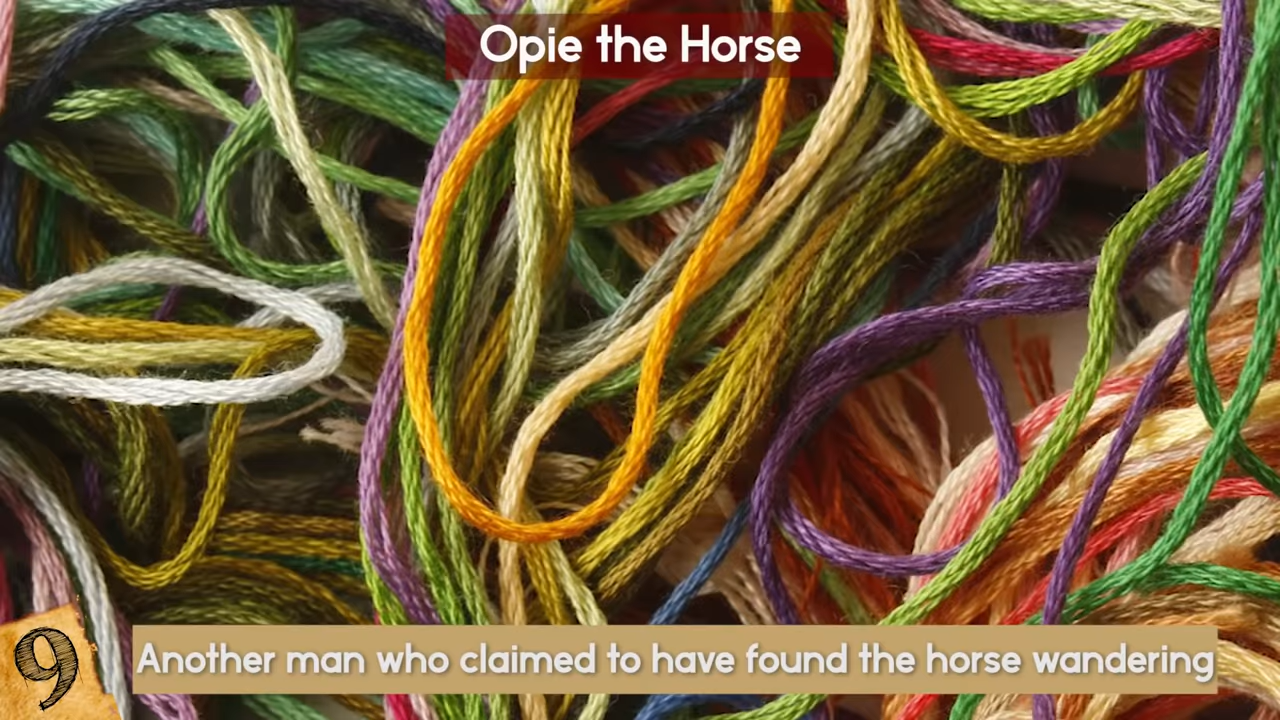 Opie the Horse
9
Another man who claimed to have found the horse wandering